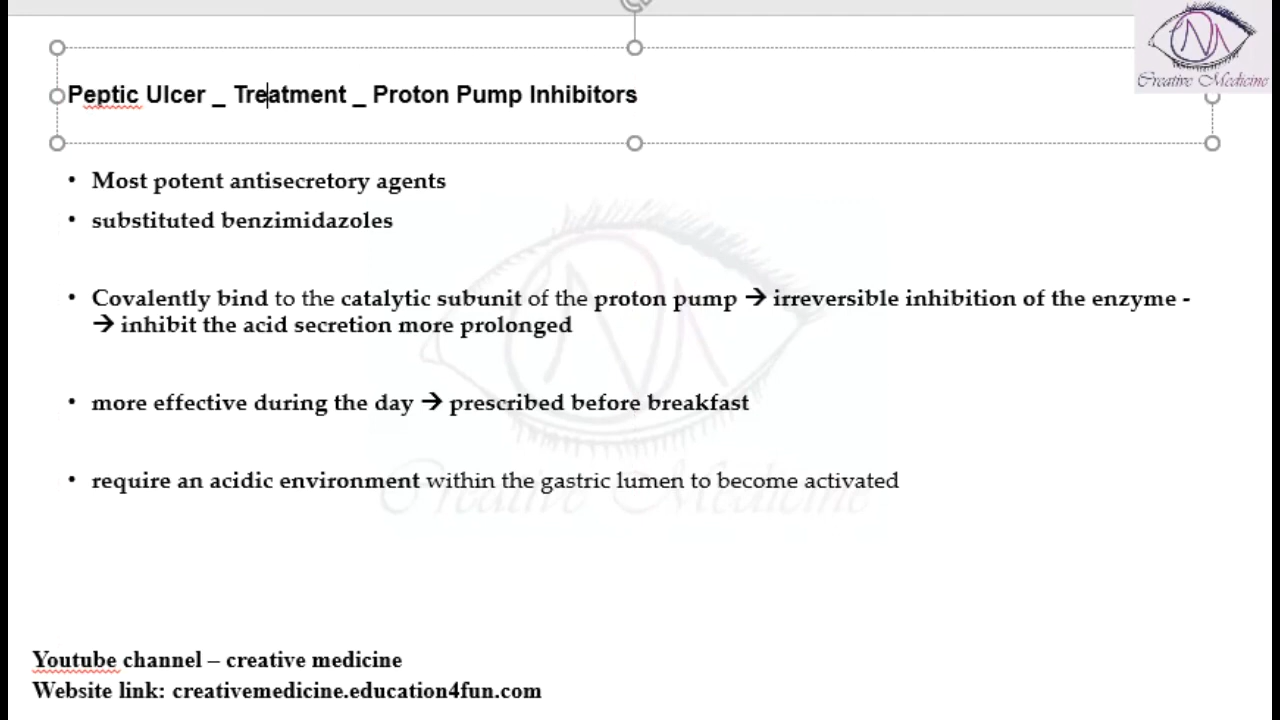 Creative Medicine
Peptic Ulcer _ Treatment _ Proton Pump Inhibitors
• Most potent antisecretory agents
• substituted benzimidazoles
• Covalently bind to the catalytic subunit of the proton pump → irreversible inhibition of the enzyme -
→ inhibit the acid secretion more prolonged
• more effective during the day → prescribed before breakfast
• require an acidic environment within the gastric lumen to become activated
Creative Medicine
Youtube channel – creative medicine
Website link: creativemedicine.education4fun.com